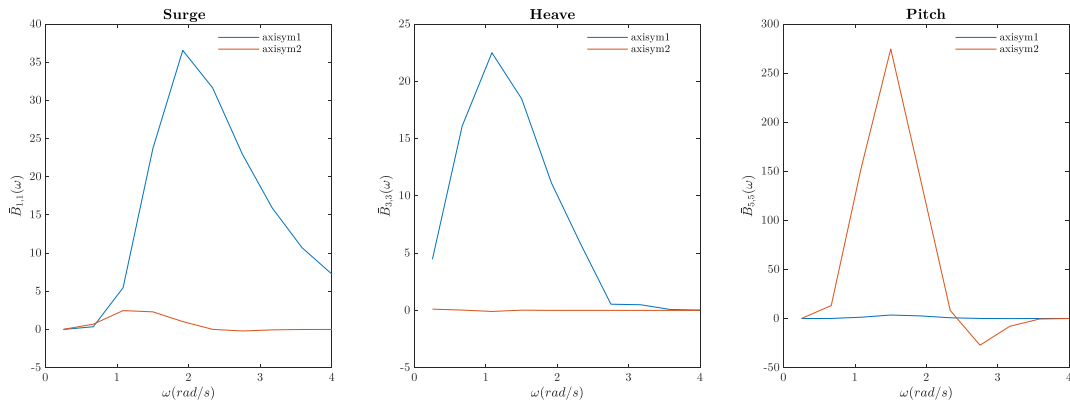 Surge
axisym1
axisym2
40
35
30
25
20
15
10
5
0
-5
0 1 2 3 4
B̄₁,₁(ω)
ω(rad/s)
Heave
axisym1
axisym2
25
20
15
10
5
0
-5
0 1 2 3 4
B̄₃,₃(ω)
ω(rad/s)
Pitch
axisym1
axisym2
300
250
200
150
100
50
0
-50
0 1 2 3 4
B̄₅,₅(ω)
ω(rad/s)